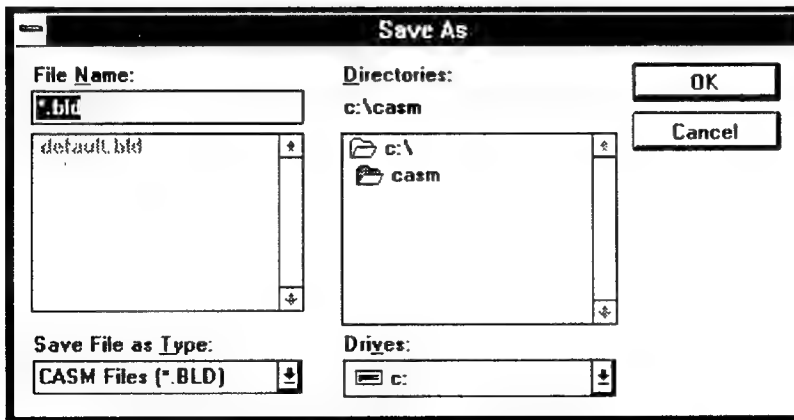 Save As
File Name:
*.bld
default.bld
Save File as Type:
CASM Files (*.BLD)
Directories:
c:\casm
c:\
casm
Drives:
c:
OK
Cancel